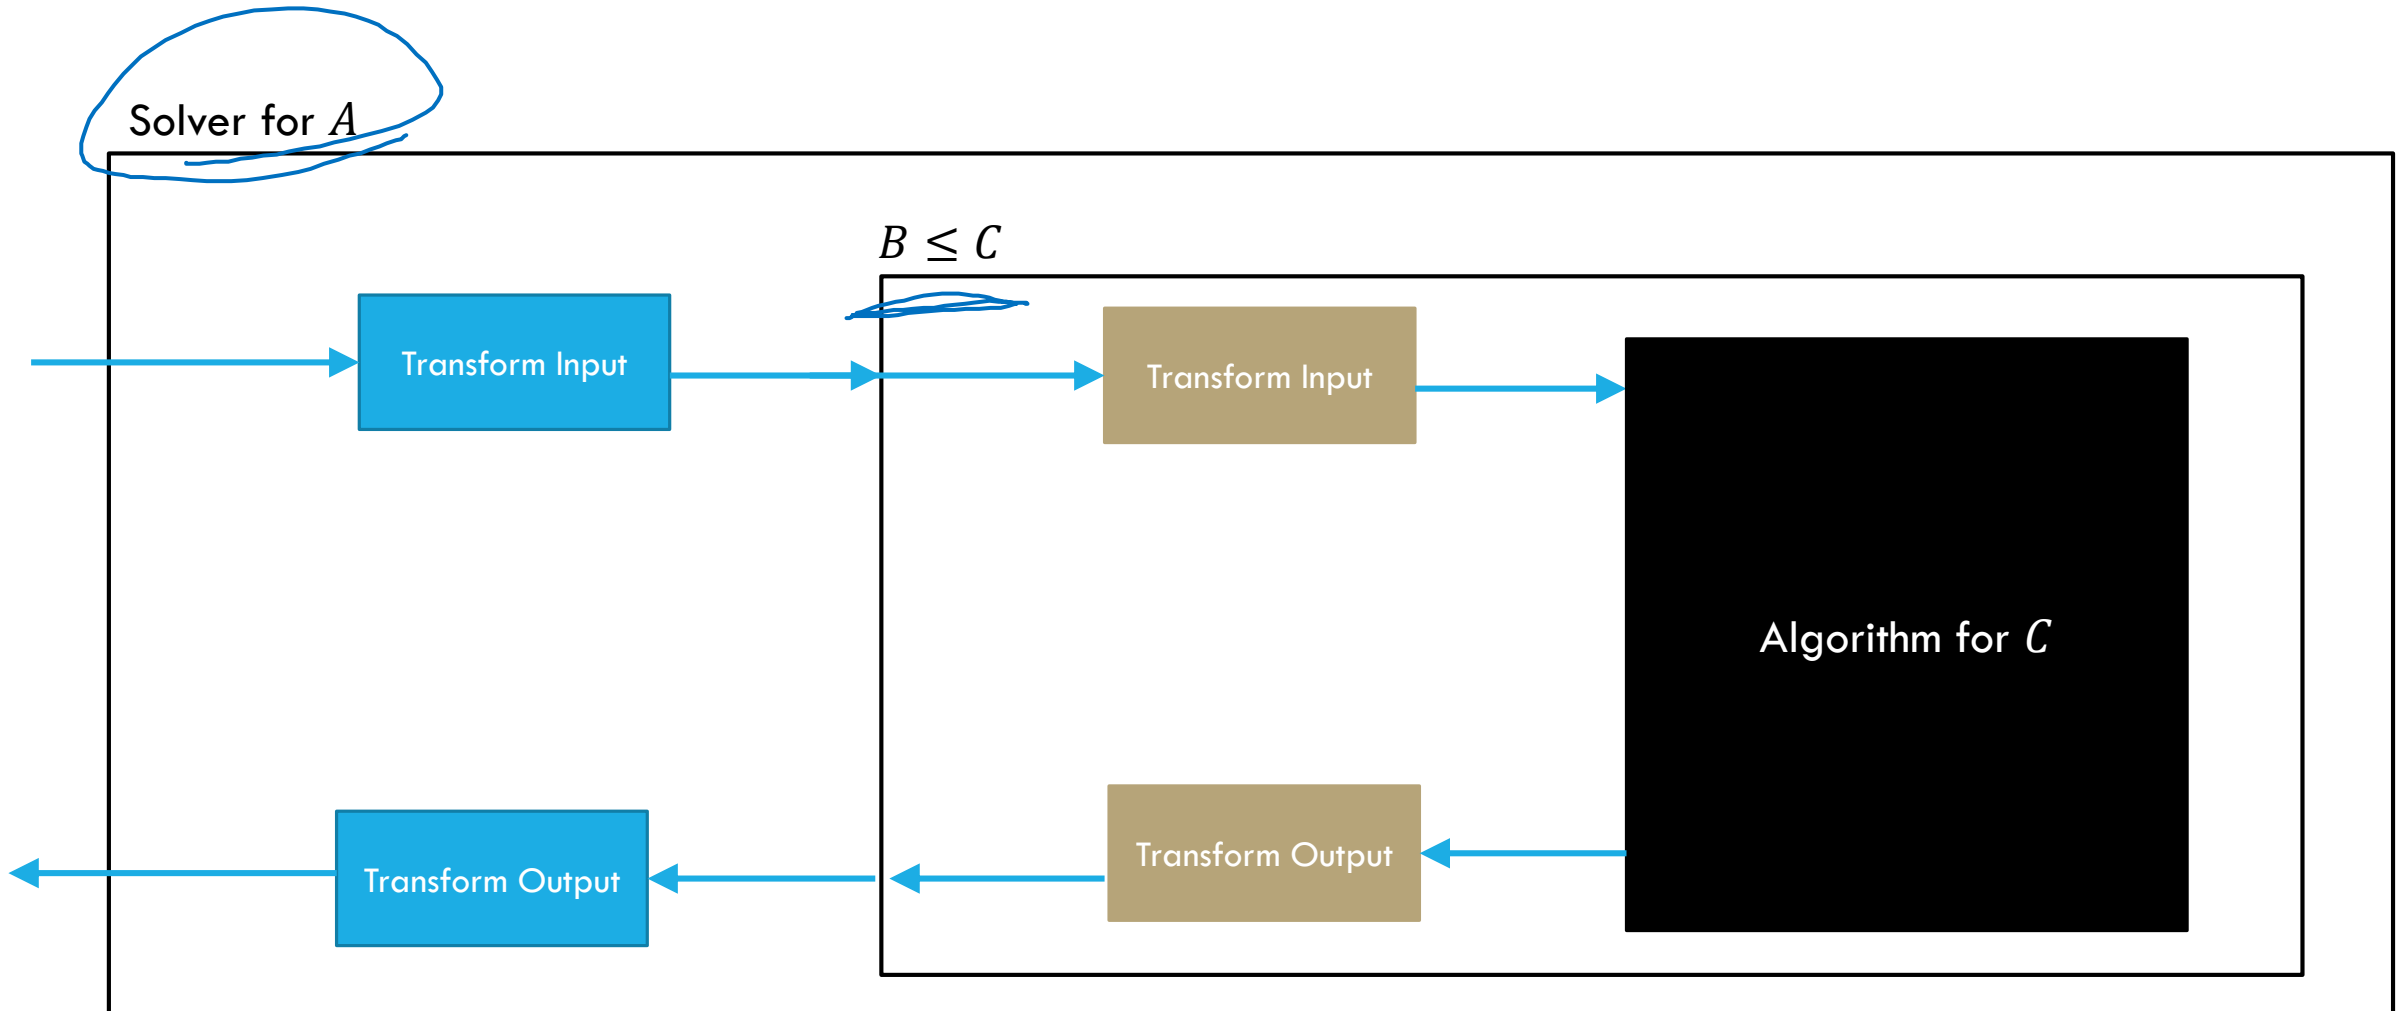 Solver for A
B ≤ C
Transform Input
Transform Input
Algorithm for C
Transform Output
Transform Output